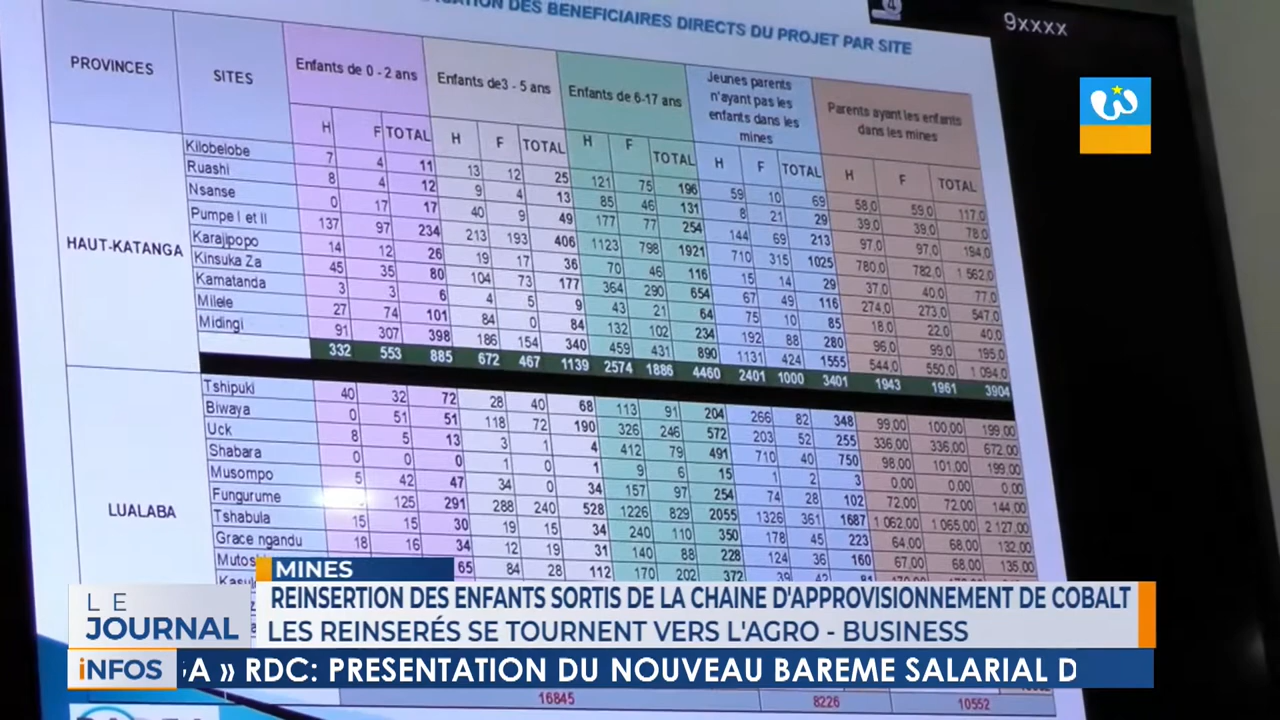 DES BENEFICIAIRES DIRECTS DU PROJET PAR SITE
4
9xxxx
PROVINCES SITES Enfants de 0 - 2 ans Enfants de3 - 5 ans Enfants de 6-17 ans Jeunes parents n'ayant pas les enfants dans les mines Parents ayant les enfants dans les mines
H F TOTAL H F TOTAL H F TOTAL H F TOTAL H F TOTAL
HAUT-KATANGA
Kilobelobe 7 4 11 13 12 25 121 75 196 59 10 69 58,0 59,0 117,0
Ruashi 8 4 12 9 4 13 85 46 131 8 21 29 39,0 39,0 78,0
Nsanse 0 17 17 40 9 49 177 77 254 144 69 213 97,0 97,0 194,0
Pumpe I et II 137 97 234 213 193 406 1123 798 1921 710 315 1025 780,0 782,0 1 562,0
Karajipopo 14 12 26 19 17 36 70 46 116 15 14 29 37,0 40,0 77,0
Kinsuka Za 45 35 80 104 73 177 364 290 654 67 49 116 274,0 273,0 547,0
Kamatanda 3 3 6 4 5 9 43 21 64 75 10 85 18,0 22,0 40,0
Milele 27 74 101 84 0 84 132 102 234 192 88 280 96,0 99,0 195,0
Midingi 91 307 398 186 154 340 459 431 890 1131 424 1555 544,0 550,0 1 094,0
332 553 885 672 467 1139 2574 1886 4460 2401 1000 3401 1943 1961 3904
LUALABA
Tshipuki 40 32 72 28 40 68 113 91 204 266 82 348 99,00 100,00 199,00
Biwaya 0 51 51 118 72 190 326 246 572 203 52 255 336,00 336,00 672,00
Uck 8 5 13 3 1 4 412 79 491 710 40 750 98,00 101,00 199,00
Shabara 0 0 0 1 0 1 9 6 15 1 2 3 0,00 0,00 0,00
Musompo 5 42 47 34 0 34 157 97 254 74 28 102 72,00 72,00 144,00
Fungurume 125 291 288 240 528 1226 829 2055 1326 361 1687 1 062,00 1 065,00 2 127,00
Tshabula 15 15 30 19 15 34 240 110 350 178 45 223 64,00 68,00 132,00
Grace ngandu 18 16 34 12 19 31 140 88 228 124 36 160 67,00 68,00 135,00
65 84 28 112 170 202 372
MINES
REINSERTION DES ENFANTS SORTIS DE LA CHAINE D'APPROVISIONNEMENT DE COBALT
LES REINSERÉS SE TOURNENT VERS L'AGRO - BUSINESS
LE JOURNAL
iNFOS
GA » RDC: PRESENTATION DU NOUVEAU BAREME SALARIAL D
16845 8226 10552